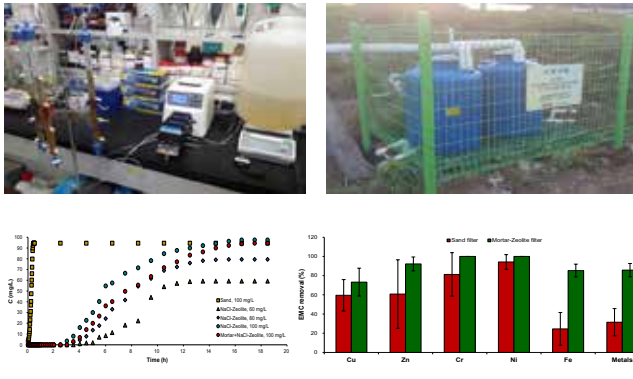 100
90
80
70
60
50
40
30
20
10
0
C (mg/L)
Sand, 100 mg/L
NaCl-Zeolite, 60 mg/L
NaCl-Zeolite, 80 mg/L
NaCl-Zeolite, 100 mg/L
Mortar+NaCl-Zeolite, 100 mg/L
0 2 4 6 8 10 12 14 16 18 20
Time (h)
Sand filter Mortar-Zeolite filter
120
100
80
60
40
20
0
EMC removal (%)
Cu Zn Cr Ni Fe Metals